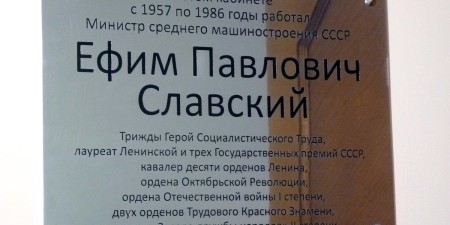 кабинете
с 1957 по 1986 годы работал
Министр среднего машиностроения СССР
Ефим Павлович
Славский
Трижды Герой Социалистического Труда,
лауреат Ленинской и трех Государственных премий СССР,
кавалер десяти орденов Ленина,
ордена Октябрьской Революции,
ордена Отечественной войны I степени,
двух орденов Трудового Красного Знамени,